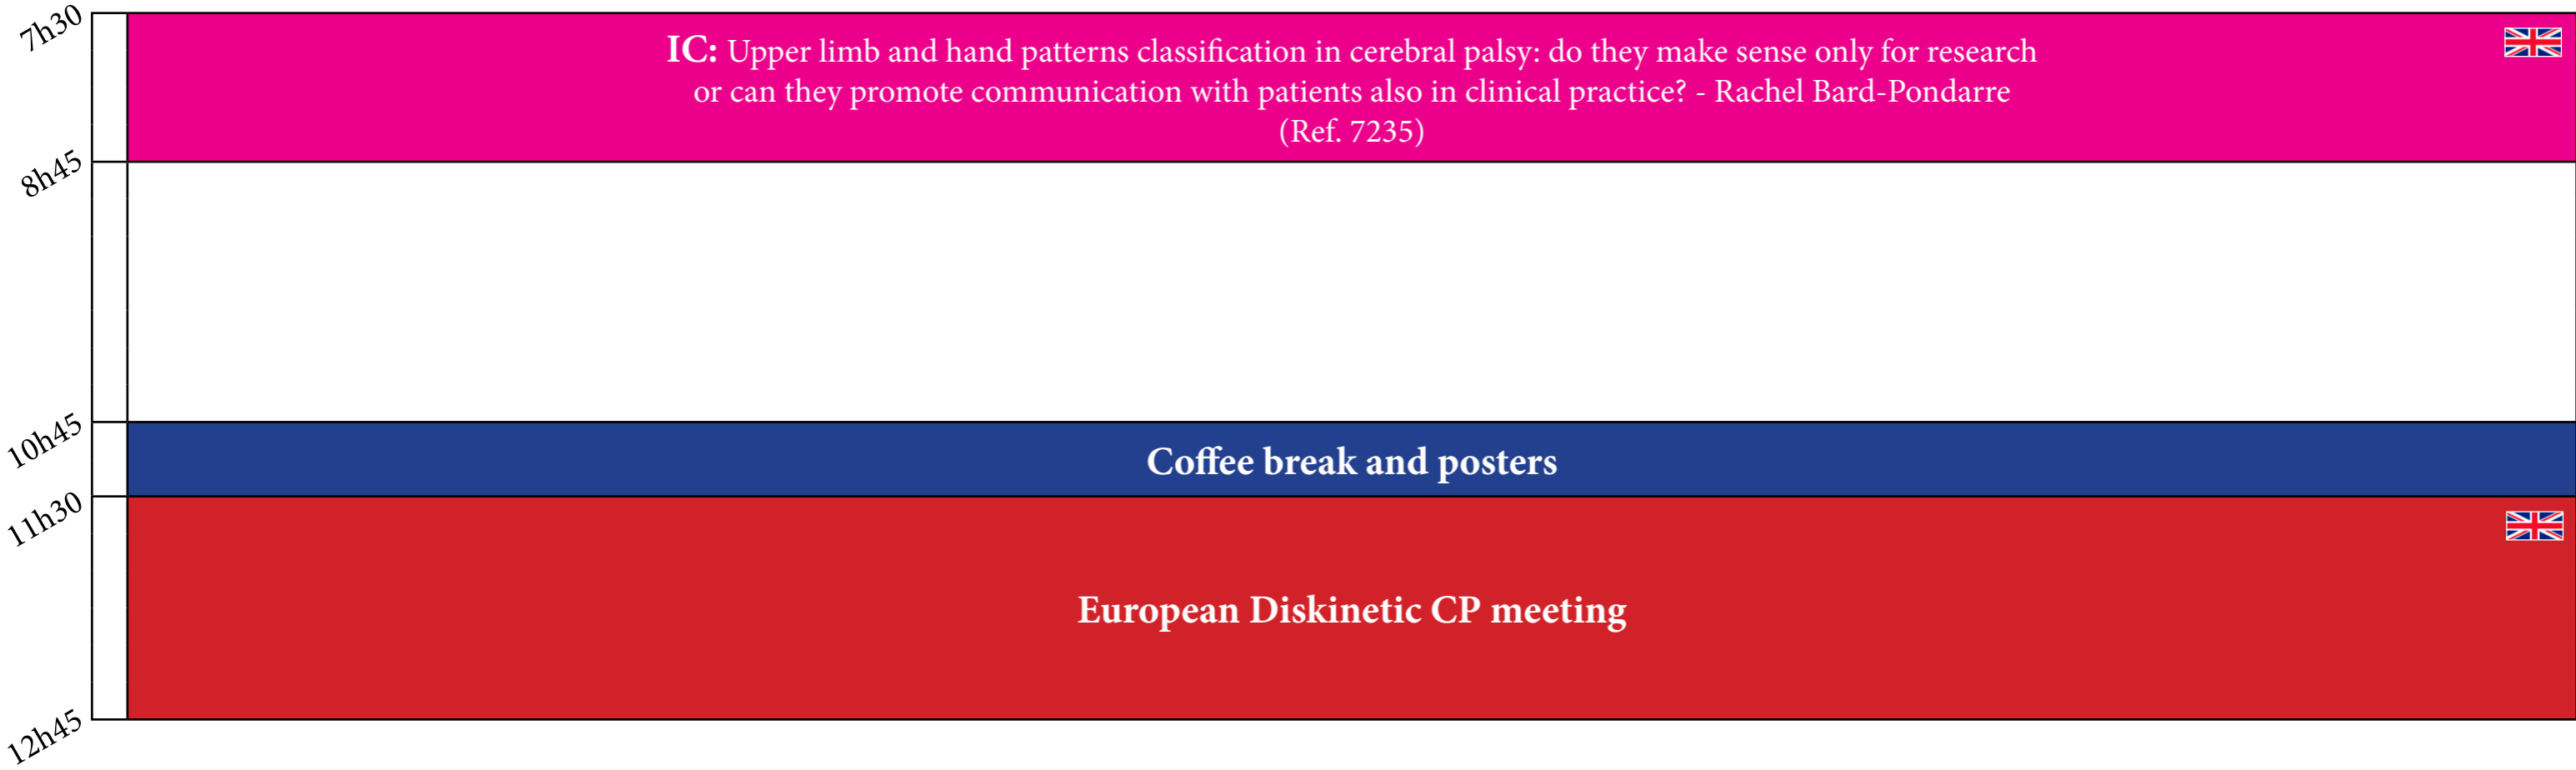 7h30
IC: Upper limb and hand patterns classification in cerebral palsy: do they make sense only for research
or can they promote communication with patients also in clinical practice? - Rachel Bard-Pondarre
(Ref. 7235)
8h45
10h45
Coffee break and posters
11h30
European Diskinetic CP meeting
12h45